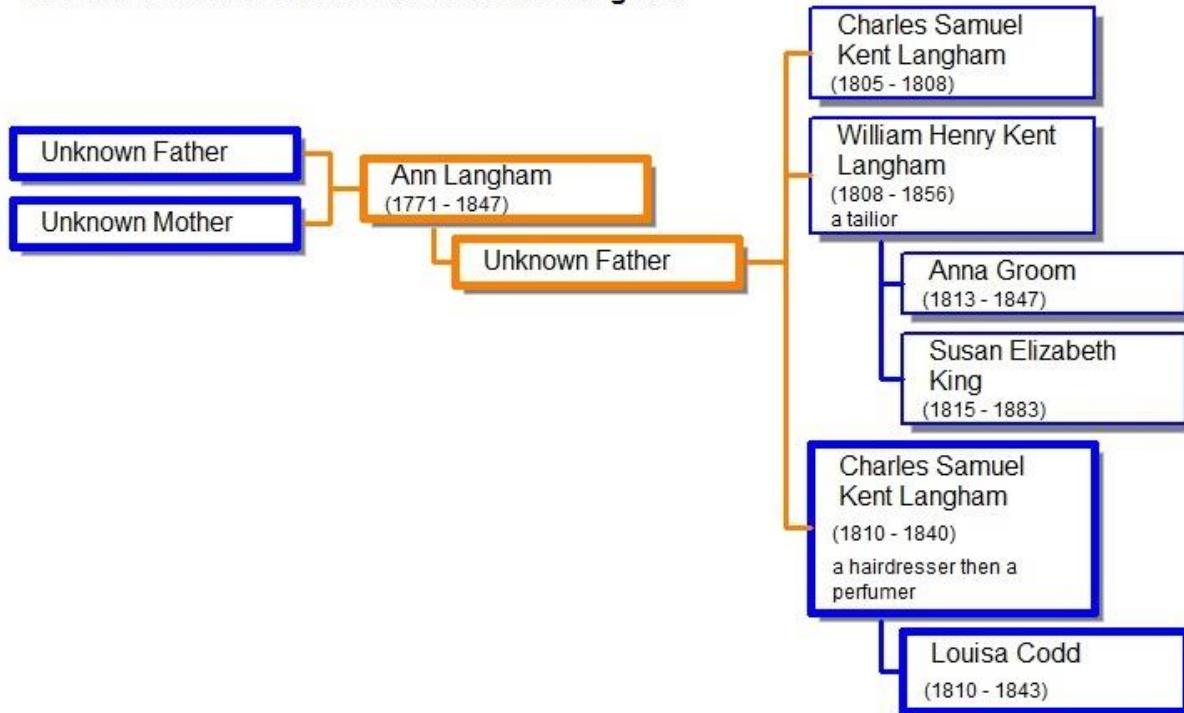 Unknown Father
Unknown Mother
Ann Langham
(1771 - 1847)
Unknown Father
Charles Samuel
Kent Langham
(1805 - 1808)
William Henry Kent
Langham
(1808 - 1856)
a tailior
Anna Groom
(1813 - 1847)
Susan Elizabeth
King
(1815 - 1883)
Charles Samuel
Kent Langham
(1810 - 1840)
a hairdresser then a
perfumer
Louisa Codd
(1810 - 1843)